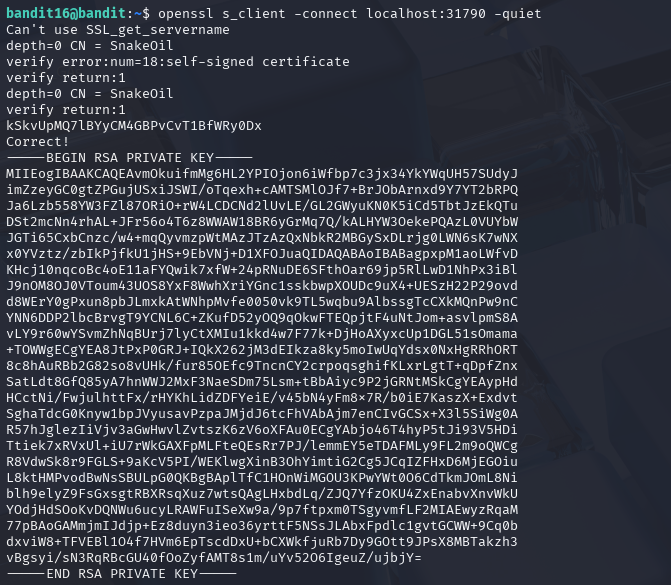 bandit16@bandit:~$ openssl s_client -connect localhost:31790 -quiet
Can't use SSL_get_servername
depth=0 CN = SnakeOil
verify error:num=18:self-signed certificate
verify return:1
depth=0 CN = SnakeOil
verify return:1
kSkvUpMQ7lBYyCM4GBPvCvT1BfWRy0Dx
Correct!
-----BEGIN RSA PRIVATE KEY-----
MIIEogIBAAKCAQEAvmOkuifmMg6HL2YPIOjon6iWfbp7c3jx34YkYWqUH57SUdyJ
imZzeyGC0gtZPGujUSxiJSWI/oTqexh+cAMTSMlOJf7+BrJObArnxd9Y7YT2bRPQ
Ja6Lzb558YW3FZl87ORiO+rW4LCDCNd2lUvLE/GL2GWyuKN0K5iCd5TbtJzEkQTu
DSt2mcNn4rhAL+JFr56o4T6z8WWAW18BR6yGrMq7Q/kALHYW3OekePQAzL0VUYbW
JGTi65CxbCnzc/w4+mqQyvmzpWtMAzJTzAzQxNbkR2MBGySxDLrjg0LWN6sK7wNX
x0YVztz/zbIkPjfkU1jHS+9EbVNj+D1XFOJuaQIDAQABAoIBABagpxpM1aoLWfvD
KHcj10nqcoBc4oE11aFYQwik7xfW+24pRNuDE6SFthOar69jp5RlLwD1NhPx3iBl
J9nOM8OJ0VToum43UOS8YxF8WwhXriYGnc1sskbwpXOUDc9uX4+UESzH22P29ovd
d8WErY0gPxun8pbJLmxkAtWNhpMvfe0050vk9TL5wqbu9AlbssgTcCXkMQnPw9nC
YNN6DDP2lbcBrvgT9YCNL6C+ZKufD52yOQ9qOkwFTEQpjtF4uNtJom+asvlpmS8A
vLY9r60wYSvmZhNqBUrj7lyCtXMIu1kkd4w7F77k+DjHoAXyxcUp1DGL51sOmama
+TOWWgECgYEA8JtPxP0GRJ+IQkX262jM3dEIkza8ky5moIwUqYdsx0NxHgRRhORT
8c8hAuRBb2G82so8vUHk/fur85OEfc9TncnCY2crpoqsghifKLxrLgtT+qDpfZnx
SatLdt8GfQ85yA7hnWWJ2MxF3NaeSDm75Lsm+tBbAiyc9P2jGRNtMSkCgYEAypHd
HCctNi/FwjulhttFx/rHYKhLidZDFYeiE/v45bN4yFm8x7R/b0iE7KaszX+Exdvt
SghaTdcG0Knyw1bpJVyusavPzpaJMjdJ6tcFhVAbAjm7enCIvGCSx+X3l5SiWg0A
R57hJglezIiVjv3aGwHwvlZvtszK6zV6oXFAu0ECgYAbjo46T4hyP5tJi93V5HDi
Ttiek7xRVxUl+iU7rWkGAXFpMLFteQEsRr7PJ/lemmEY5eTDAFMLy9FL2m9oQWCg
R8VdwSk8r9FGLS+9aKcV5PI/WEKlwgXinB3OhYimtiG2Cg5JCqIZFHxD6MjEGOiu
L8ktHMPvodBwNsSBULpG0QKBgBAplTfC1HOnWiMGOU3KPwYWt0O6CdTkmJOmL8Ni
blh9elyZ9FsGxsgtRBXRsqXuz7wtsQAgLHxbdLq/ZJQ7YfzOKU4ZxEnabvXnvWkU
YOdjHdSOoKvDQNWu6ucyLRAWFuISeXw9a/9p7ftpxm0TSgyvmfLF2MIAEwyzRqaM
77pBAoGAMmjmIJdjp+Ez8duyn3ieo36yrttF5NSsJLAbxFpdlc1gvtGCWW+9Cq0b
dxviW8+TFVEBl1O4f7HVm6EpTscdDxU+bCXWkfjuRb7Dy9GOtt9JPsX8MBTakzh3
vBgsyi/sN3RqRBcGU40fOoZyfAMT8s1m/uYv52O6IgeuZ/ujbjY=
-----END RSA PRIVATE KEY-----